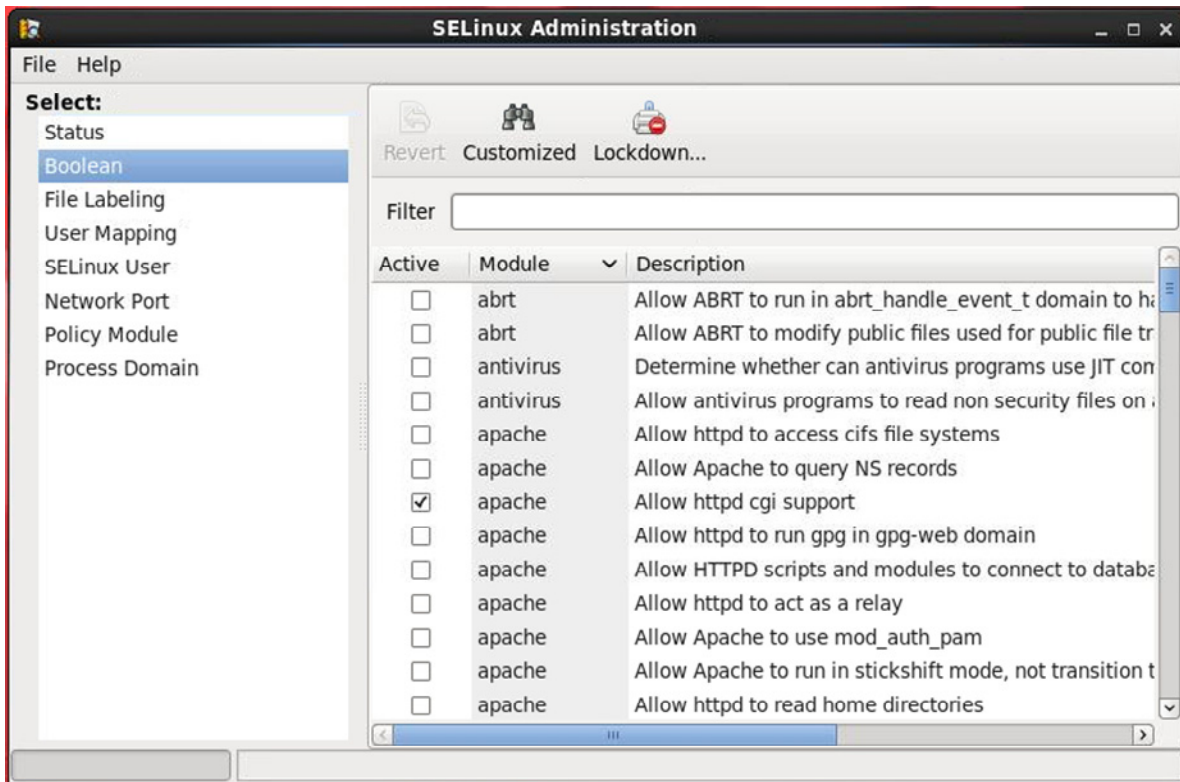 SELinux Administration
File Help
Select:
Status
Boolean
File Labeling
User Mapping
SELinux User
Network Port
Policy Module
Process Domain
Revert Customized Lockdown...
Filter
Active Module Description
abrt Allow ABRT to run in abrt_handle_event_t domain to ha
abrt Allow ABRT to modify public files used for public file tr
antivirus Determine whether can antivirus programs use JIT com
antivirus Allow antivirus programs to read non security files on
apache Allow httpd to access cifs file systems
apache Allow Apache to query NS records
apache Allow httpd cgi support
apache Allow httpd to run gpg in gpg-web domain
apache Allow HTTPD scripts and modules to connect to databa
apache Allow httpd to act as a relay
apache Allow Apache to use mod_auth_pam
apache Allow Apache to run in stickshift mode, not transition t
apache Allow httpd to read home directories